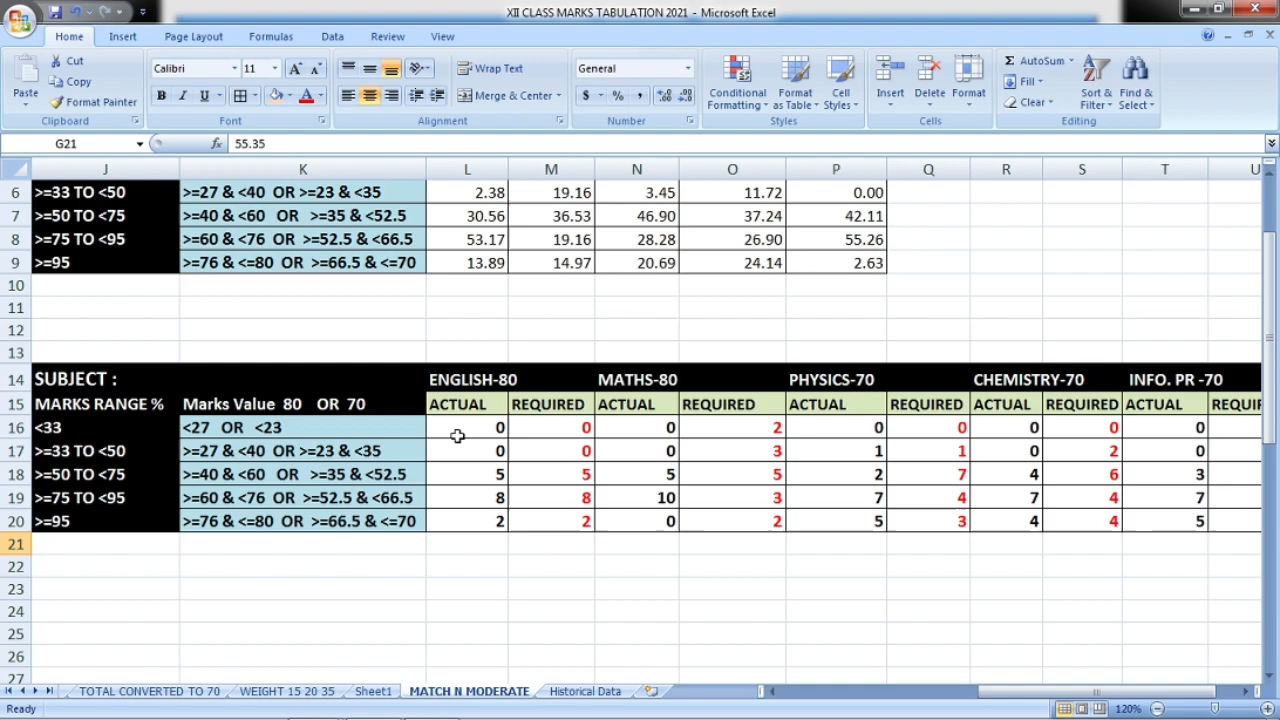 XII CLASS MARKS TABULATION 2021 - Microsoft Excel
Home Insert Page Layout Formulas Data Review View
Paste Cut Copy Format Painter Clipboard
Calibri 11 B I U A Font
Wrap Text Merge & Center Alignment
General $ % , Number
Conditional Formatting Format as Table Cell Styles Styles
Insert Delete Format Cells
AutoSum Fill Clear Sort & Filter Find & Select Editing
G21 fx 55.35
J K L M N O P Q R S T U
6 >=33 TO <50 >=27 & <40 OR >=23 & <35 2.38 19.16 3.45 11.72 0.00
7 >=50 TO <75 >=40 & <60 OR >=35 & <52.5 30.56 36.53 46.90 37.24 42.11
8 >=75 TO <95 >=60 & <76 OR >=52.5 & <66.5 53.17 19.16 28.28 26.90 55.26
9 >=95 >=76 & <=80 OR >=66.5 & <=70 13.89 14.97 20.69 24.14 2.63
10
11
12
13
14 SUBJECT : ENGLISH-80 MATHS-80 PHYSICS-70 CHEMISTRY-70 INFO. PR -70
15 MARKS RANGE % Marks Value 80 OR 70 ACTUAL REQUIRED ACTUAL REQUIRED ACTUAL REQUIRED ACTUAL REQUIRED ACTUAL REQUIR
16 <33 <27 OR <23 0 0 0 2 0 0 0 0 0
17 >=33 TO <50 >=27 & <40 OR >=23 & <35 0 0 0 3 1 1 0 2 0
18 >=50 TO <75 >=40 & <60 OR >=35 & <52.5 5 5 5 5 2 7 4 6 3
19 >=75 TO <95 >=60 & <76 OR >=52.5 & <66.5 8 8 10 3 7 4 7 4 7
20 >=95 >=76 & <=80 OR >=66.5 & <=70 2 2 0 2 5 3 4 4 5
21
22
23
24
25
26
27
TOTAL CONVERTED TO 70 WEIGHT 15 20 35 Sheet1 MATCH N MODERATE Historical Data
Ready 120%